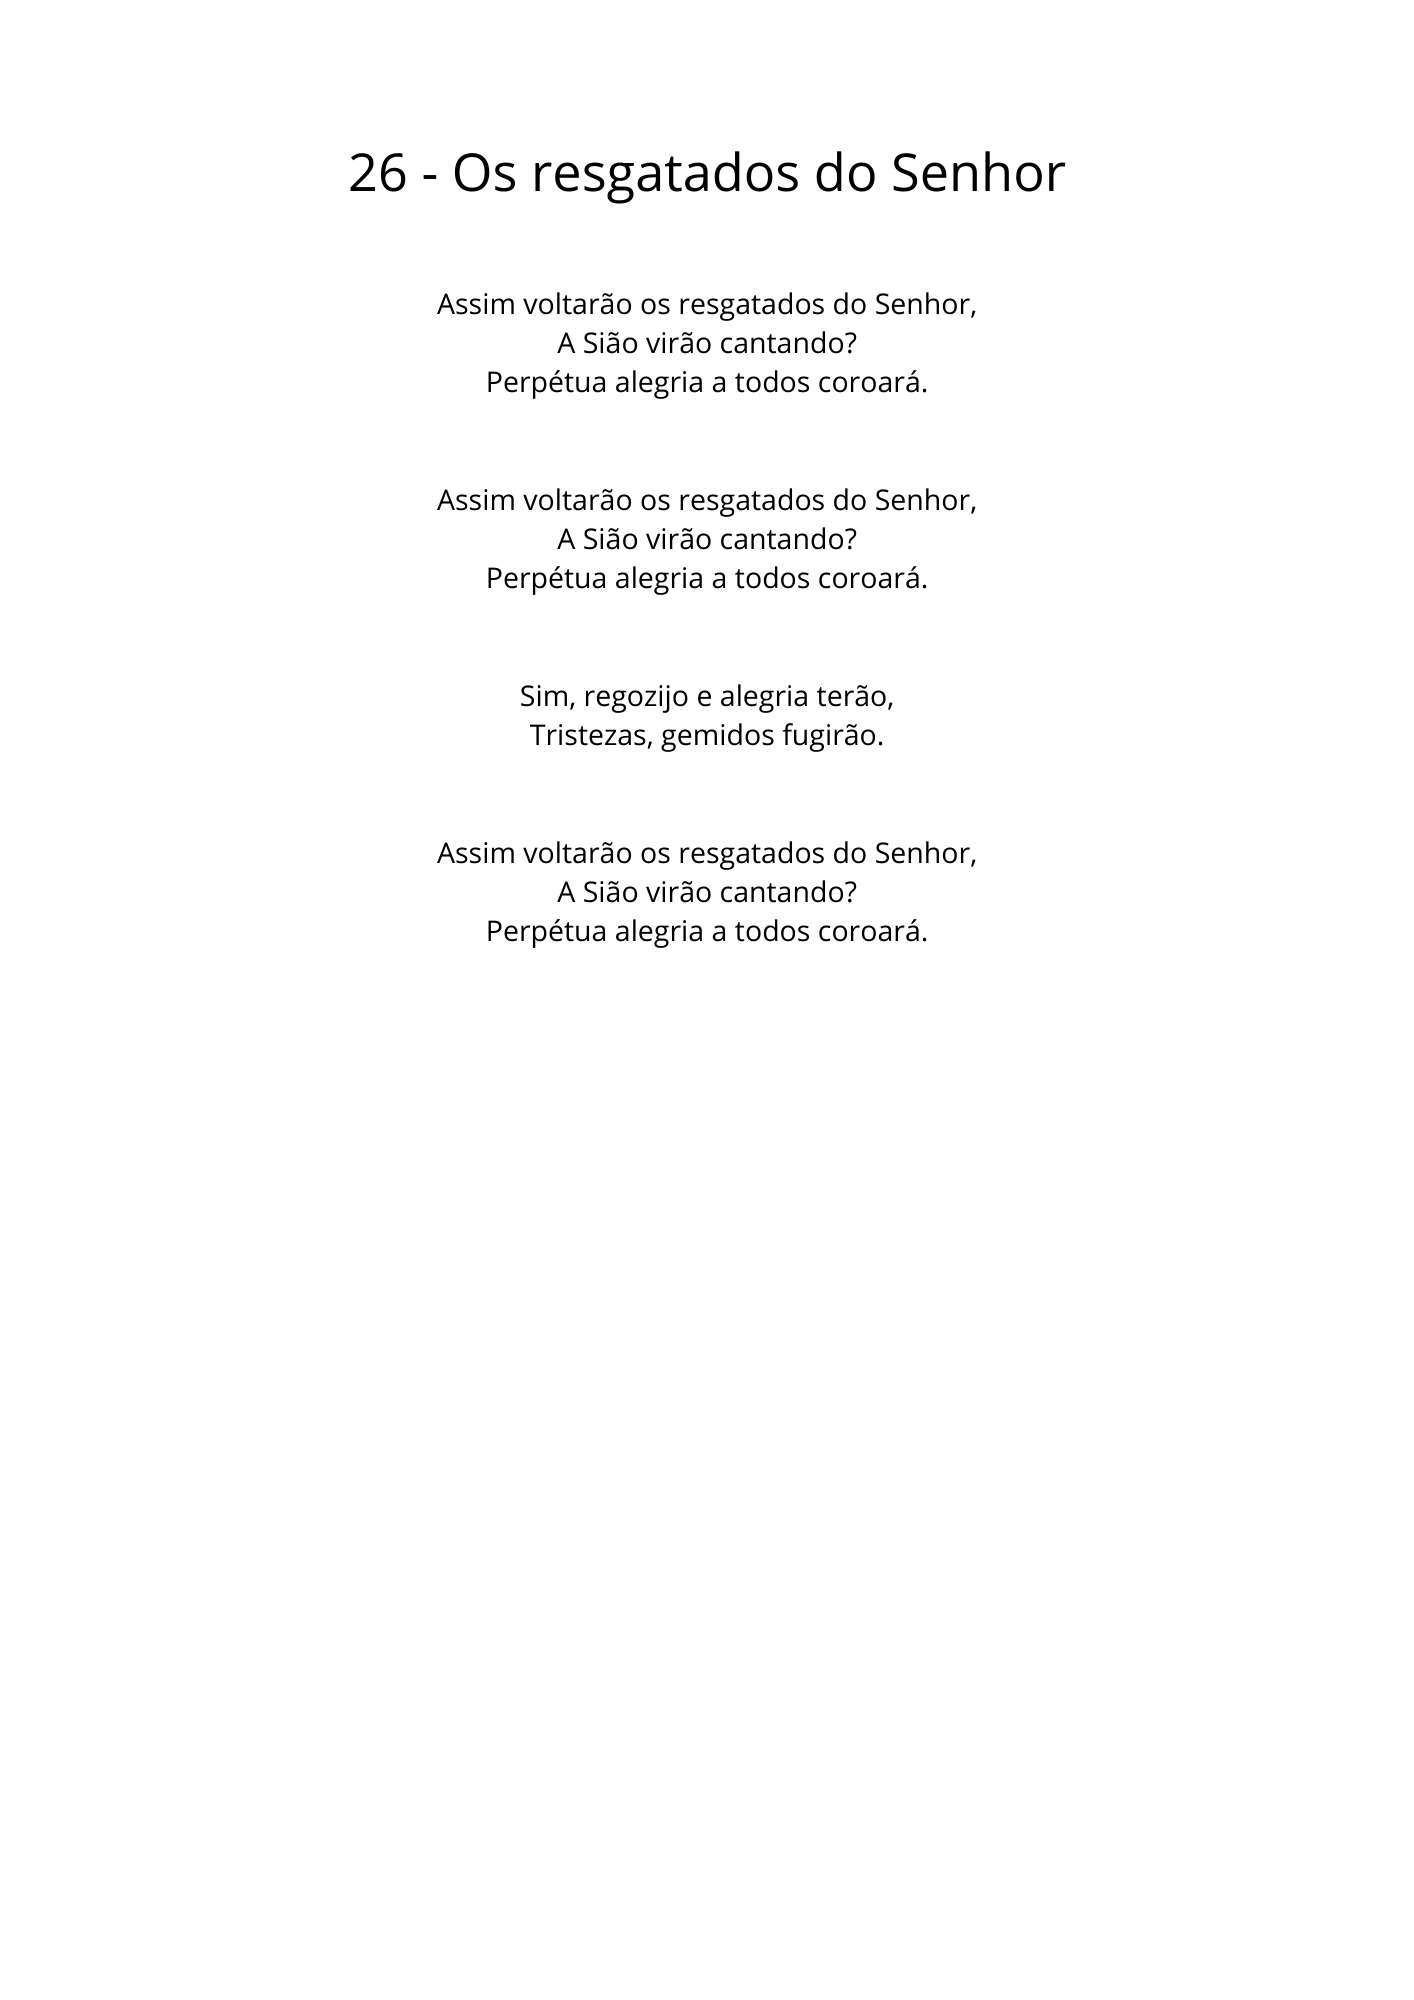 26 - Os resgatados do Senhor
Assim voltarão os resgatados do Senhor,
A Sião virão cantando?
Perpétua alegria a todos coroará.
Assim voltarão os resgatados do Senhor,
A Sião virão cantando?
Perpétua alegria a todos coroará.
Sim, regozijo e alegria terão,
Tristezas, gemidos fugirão.
Assim voltarão os resgatados do Senhor,
A Sião virão cantando?
Perpétua alegria a todos coroará.